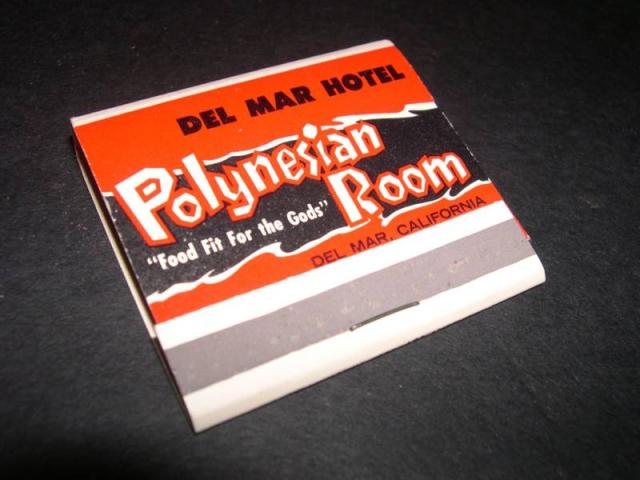 DEL MAR HOTEL
Polynesian
Room
"Food Fit For the Gods"
DEL MAR, CALIFORNIA